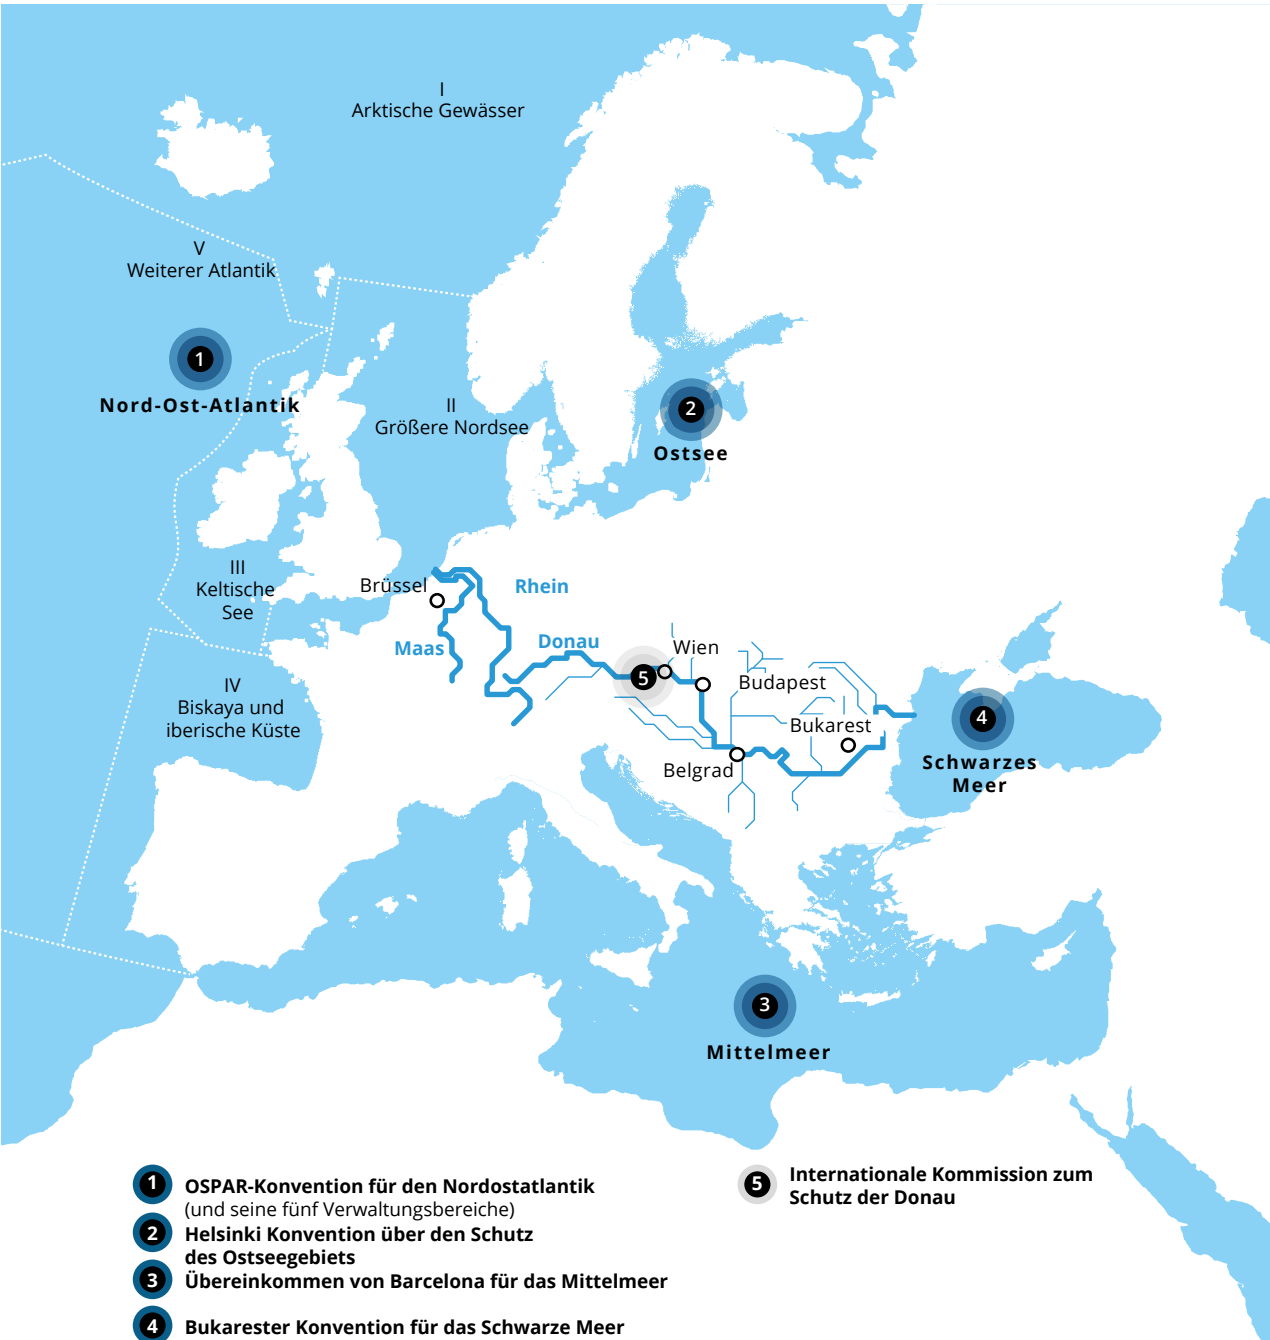 I
Arktische Gewässer
V
Weiterer Atlantik
1
Nord-Ost-Atlantik
II
Größere Nordsee
2
Ostsee
III
Keltische
See
Brüssel
Rhein
Maas
Donau
Wien
5
Budapest
IV
Biskaya und
iberische Küste
Bukarest
4
Schwarzes
Meer
Belgrad
3
Mittelmeer
1 OSPAR-Konvention für den Nordostatlantik
(und seine fünf Verwaltungsbereiche)
2 Helsinki Konvention über den Schutz
des Ostseegebiets
3 Übereinkommen von Barcelona für das Mittelmeer
4 Bukarester Konvention für das Schwarze Meer
5 Internationale Kommission zum
Schutz der Donau